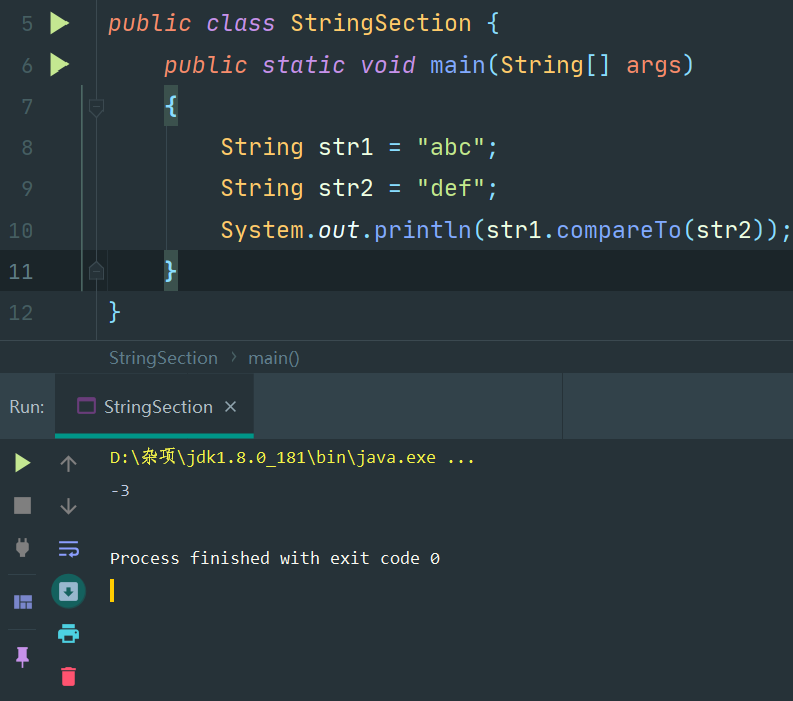 5 public class StringSection {
6 public static void main(String[] args)
7 {
8 String str1 = "abc";
9 String str2 = "def";
10 System.out.println(str1.compareTo(str2));
11 }
12 }
StringSection > main()
Run: StringSection ×
D:\杂项\jdk1.8.0_181\bin\java.exe ...
-3
Process finished with exit code 0